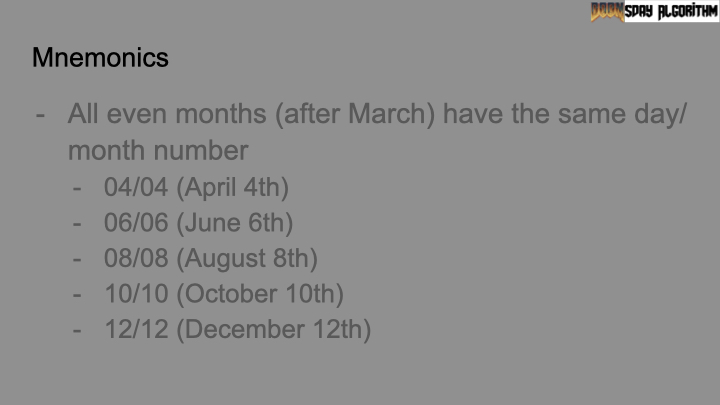 DOOMSDAY ALGORITHM
Mnemonics
- All even months (after March) have the same day/
month number
- 04/04 (April 4th)
- 06/06 (June 6th)
- 08/08 (August 8th)
- 10/10 (October 10th)
- 12/12 (December 12th)